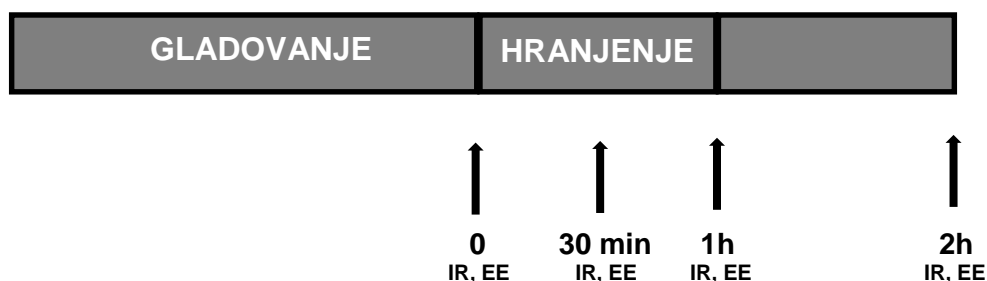 GLADOVANJE HRANJENJE
0 30 min 1h 2h
IR, EE IR, EE IR, EE IR, EE